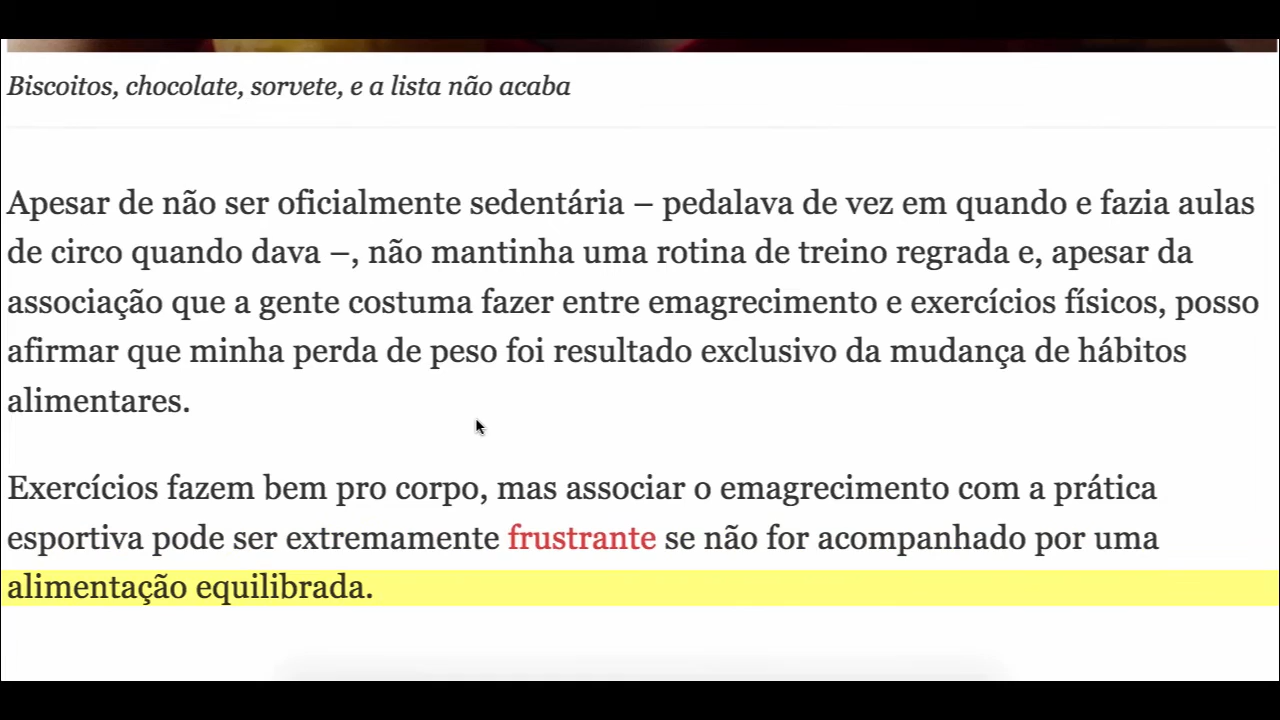 Biscoitos, chocolate, sorvete, e a lista não acaba
Apesar de não ser oficialmente sedentária – pedalava de vez em quando e fazia aulas
de circo quando dava –, não mantinha uma rotina de treino regrada e, apesar da
associação que a gente costuma fazer entre emagrecimento e exercícios físicos, posso
afirmar que minha perda de peso foi resultado exclusivo da mudança de hábitos
alimentares.
Exercícios fazem bem pro corpo, mas associar o emagrecimento com a prática
esportiva pode ser extremamente frustrante se não for acompanhado por uma
alimentação equilibrada.